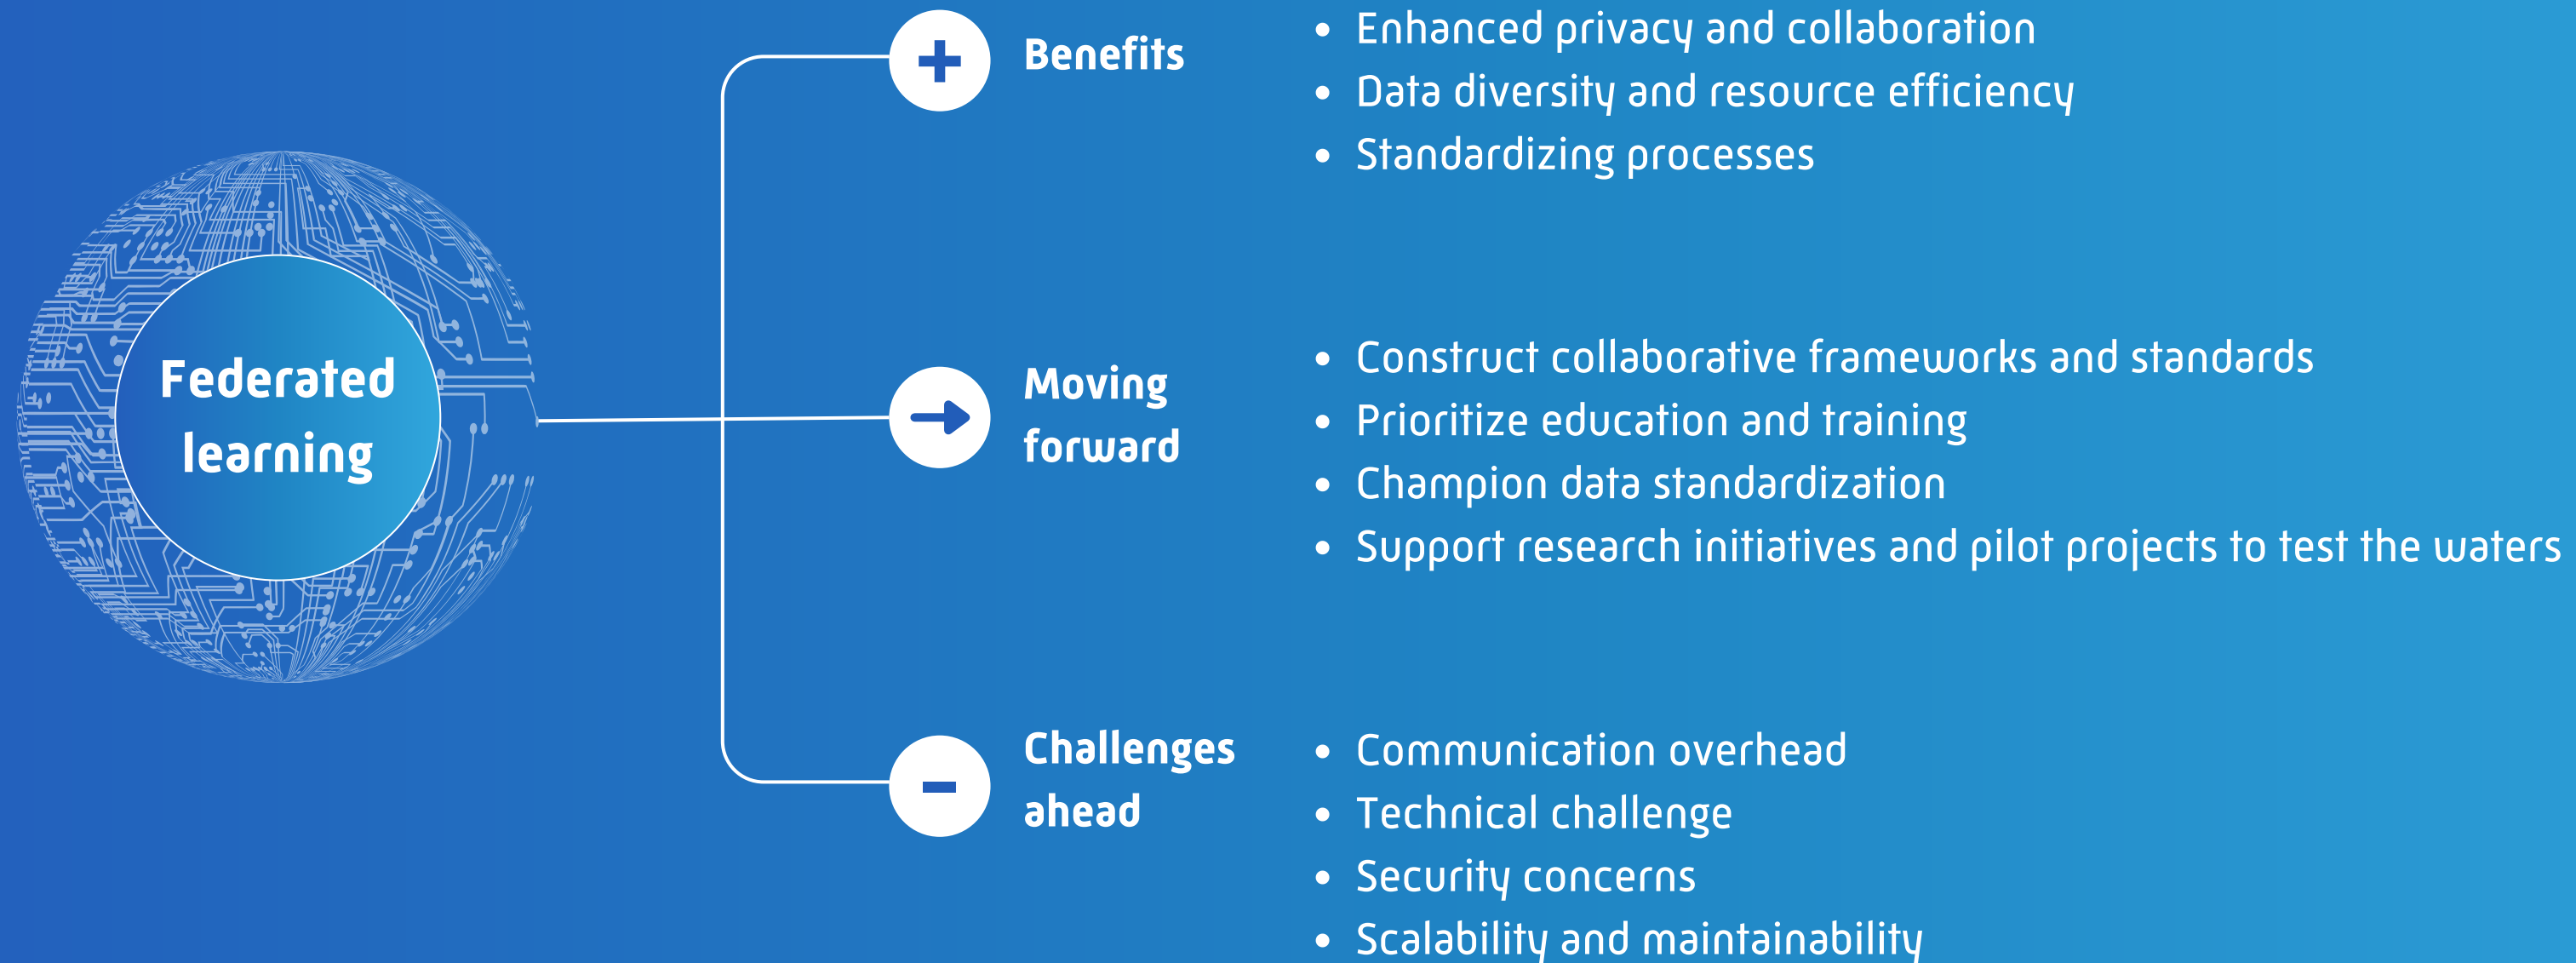 Federated
learning
Benefits
• Enhanced privacy and collaboration
• Data diversity and resource efficiency
• Standardizing processes
Moving
forward
• Construct collaborative frameworks and standards
• Prioritize education and training
• Champion data standardization
• Support research initiatives and pilot projects to test the waters
Challenges
ahead
• Communication overhead
• Technical challenge
• Security concerns
• Scalability and maintainability